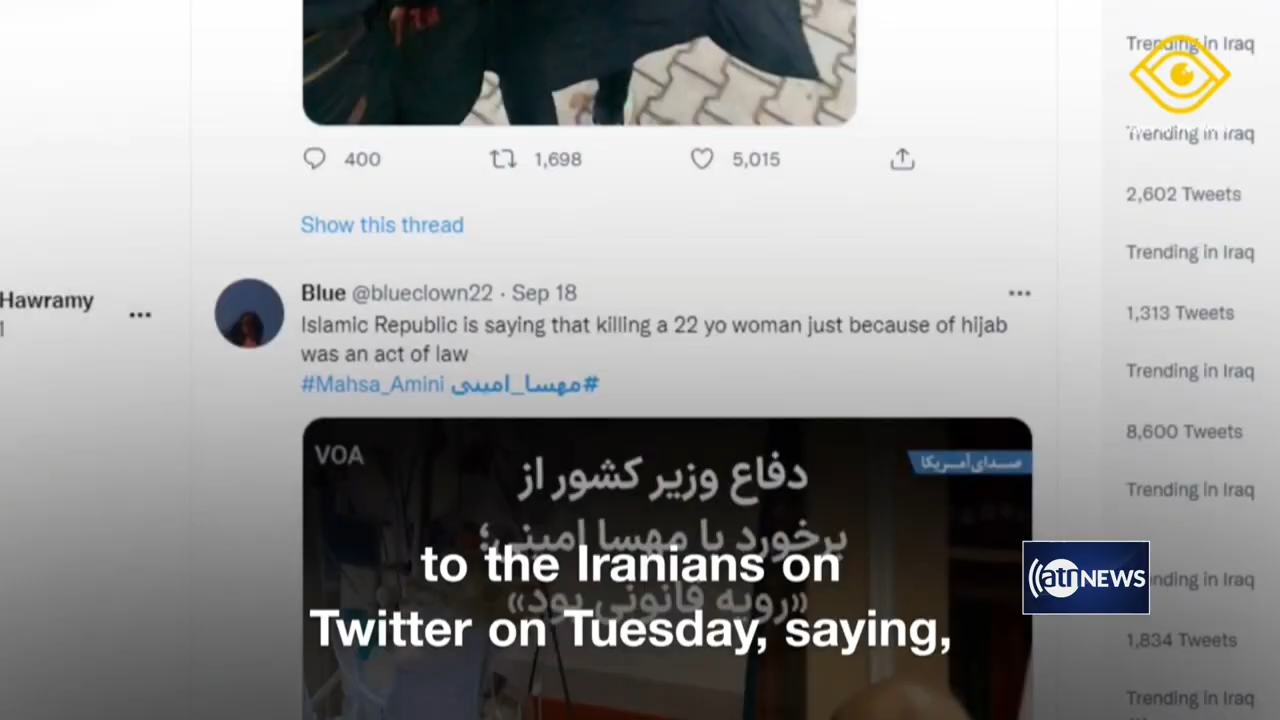 400 1,698 5,015
Show this thread
Hawramy
Blue @blueclown22 · Sep 18
Islamic Republic is saying that killing a 22 yo woman just because of hijab
was an act of law
#Mahsa_Amini #مهسا_امینی
VOA
صدای آمریکا
دفاع وزیر کشور از
برخورد با مهسا امینی؛
«رویه قانونی بود»
to the Iranians on
Twitter on Tuesday, saying,
Trending in Iraq
Trending in Iraq
2,602 Tweets
Trending in Iraq
1,313 Tweets
Trending in Iraq
8,600 Tweets
Trending in Iraq
atn NEWS
nding in Iraq
1,834 Tweets
Trending in Iraq